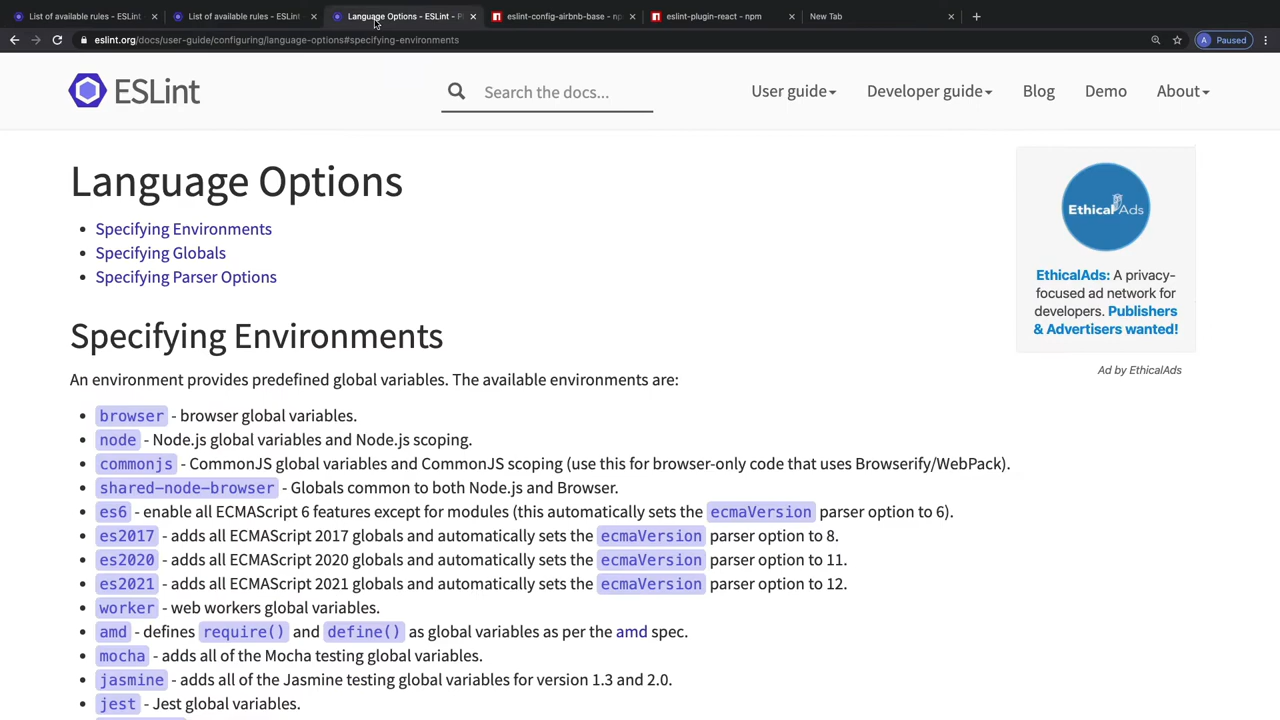 List of available rules - ESLint
List of available rules - ESLint
Language Options - ESLint - P
eslint-config-airbnb-base - np
eslint-plugin-react - npm
New Tab
eslint.org/docs/user-guide/configuring/language-options#specifying-environments
A Paused
ESLint
Search the docs...
User guide
Developer guide
Blog
Demo
About
Language Options
• Specifying Environments
• Specifying Globals
• Specifying Parser Options
Ethical Ads
EthicalAds: A privacy-
focused ad network for
developers. Publishers
& Advertisers wanted!
Ad by EthicalAds
Specifying Environments
An environment provides predefined global variables. The available environments are:
• browser - browser global variables.
• node - Node.js global variables and Node.js scoping.
• commonjs - CommonJS global variables and CommonJS scoping (use this for browser-only code that uses Browserify/WebPack).
• shared-node-browser - Globals common to both Node.js and Browser.
• es6 - enable all ECMAScript 6 features except for modules (this automatically sets the ecmaVersion parser option to 6).
• es2017 - adds all ECMAScript 2017 globals and automatically sets the ecmaVersion parser option to 8.
• es2020 - adds all ECMAScript 2020 globals and automatically sets the ecmaVersion parser option to 11.
• es2021 - adds all ECMAScript 2021 globals and automatically sets the ecmaVersion parser option to 12.
• worker - web workers global variables.
• amd - defines require() and define() as global variables as per the amd spec.
• mocha - adds all of the Mocha testing global variables.
• jasmine - adds all of the Jasmine testing global variables for version 1.3 and 2.0.
• jest - Jest global variables.